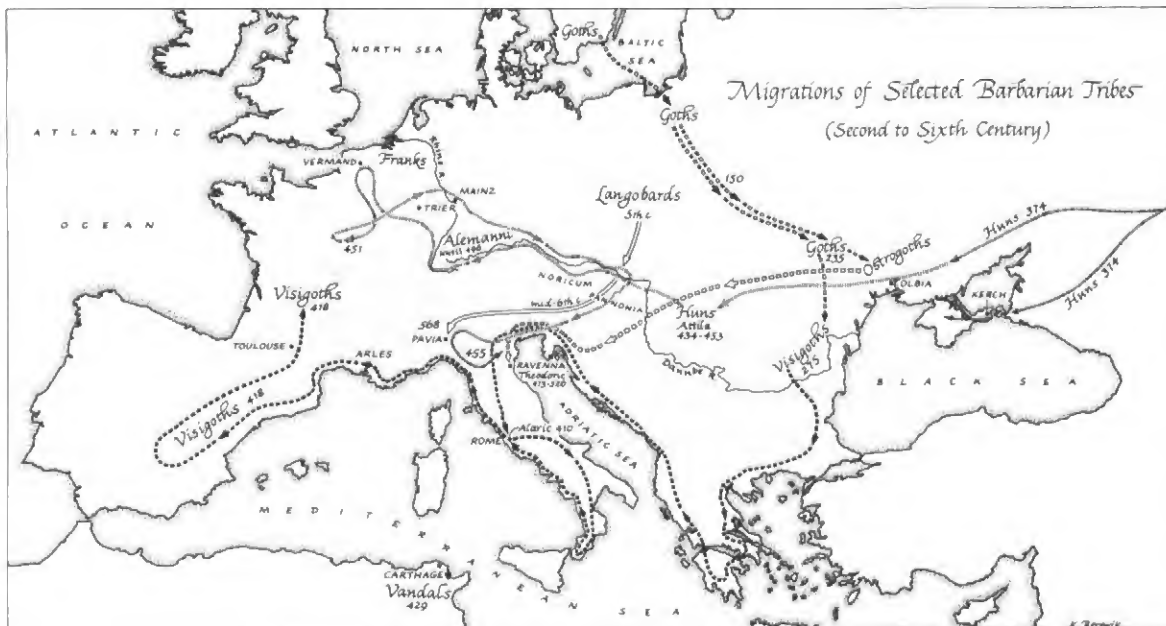 Migrations of Selected Barbarian Tribes
(Second to Sixth Century)
NORTH SEA
BALTIC
SEA
Goths
Goths
150
ATLANTIC
OCEAN
VERMAND
Franks
RHINE R.
MAINZ
TRIER
451
Alemanni
Langobards
5th c
Goths
235
Ostrogoths
Huns 374
Huns 374
OLBIA
KERCH
NORICUM
PANNONIA
mid-6th c
Huns
Attila
434-453
Visigoths
418
TOULOUSE
ARLES
568
PAVIA
455
RAVENNA
Theodoric
Danube R.
Visigoths
275
BLACK SEA
Visigoths 418
ROME
Alaric 410
ADRIATIC SEA
MEDITERRANEAN SEA
CARTHAGE
Vandals
429